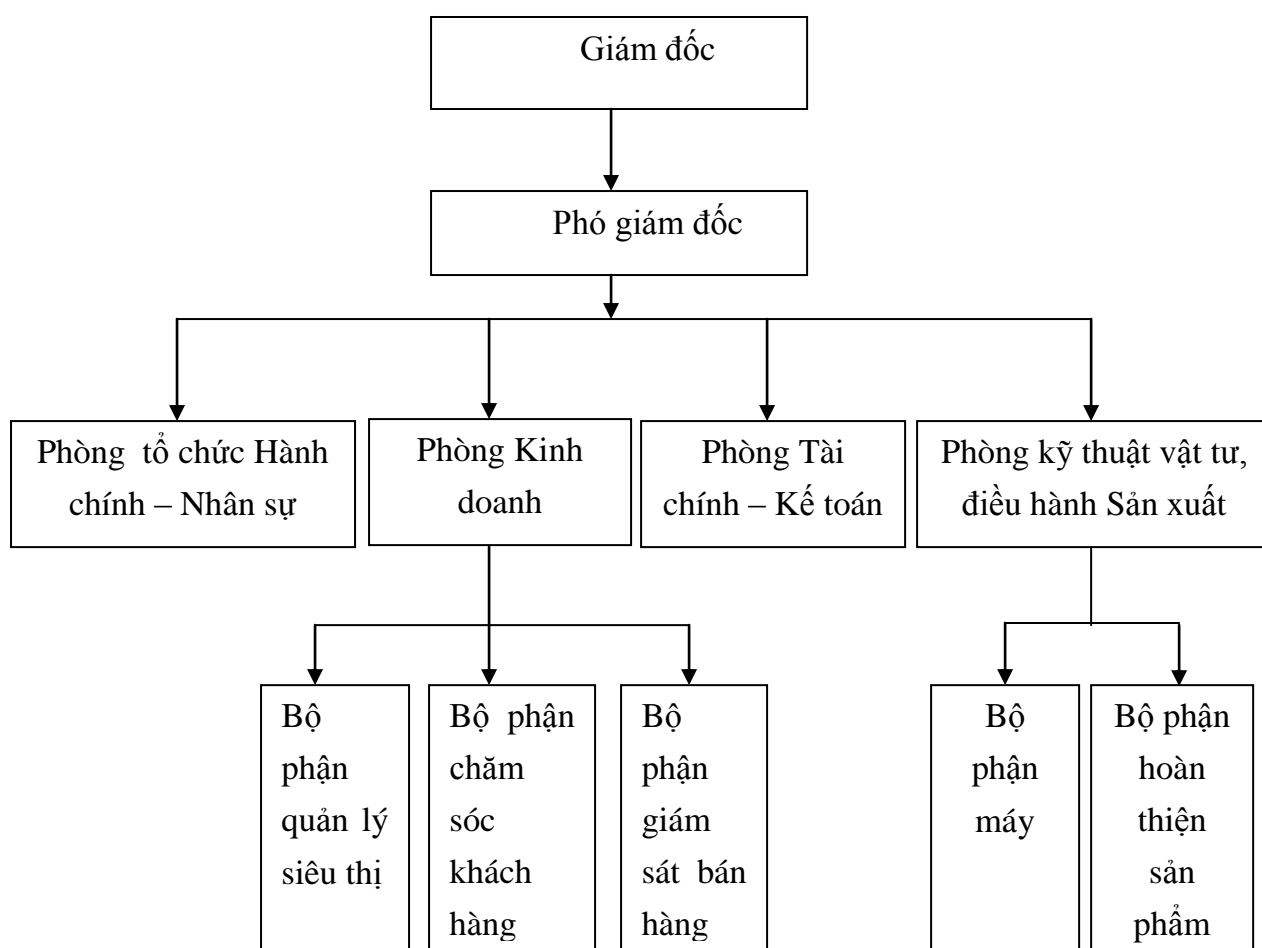 Giám đốc
Phó giám đốc
Phòng tổ chức Hành
chính – Nhân sự
Phòng Kinh
doanh
Phòng Tài
chính – Kế toán
Phòng kỹ thuật vật tư,
điều hành Sản xuất
Bộ
phận
quản lý
siêu thị
Bộ phận
chăm
sóc
khách
hàng
Bộ
phận
giám
sát bán
hàng
Bộ
phận
máy
Bộ phận
hoàn
thiện
sản
phẩm